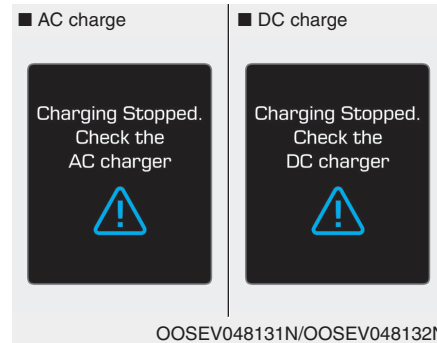 ■ AC charge
Charging Stopped.
Check the
AC charger
■ DC charge
Charging Stopped.
Check the
DC charger
OOSEV048131N/OOSEV048132N